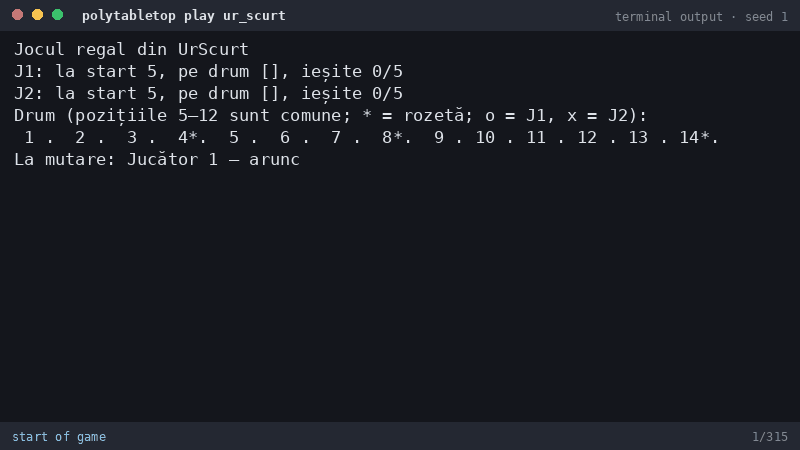 polytabletop play ur_scurt
terminal output · seed 1
Jocul regal din UrScurt
J1: la start 5, pe drum [], ieșite 0/5
J2: la start 5, pe drum [], ieșite 0/5
Drum (pozițiile 5–12 sunt comune; * = rozetă; o = J1, x = J2):
1 .  2 .  3 .  4*.  5 .  6 .  7 .  8*.  9 . 10 . 11 . 12 . 13 . 14*.
La mutare: Jucător 1 — arunc
start of game
1/315